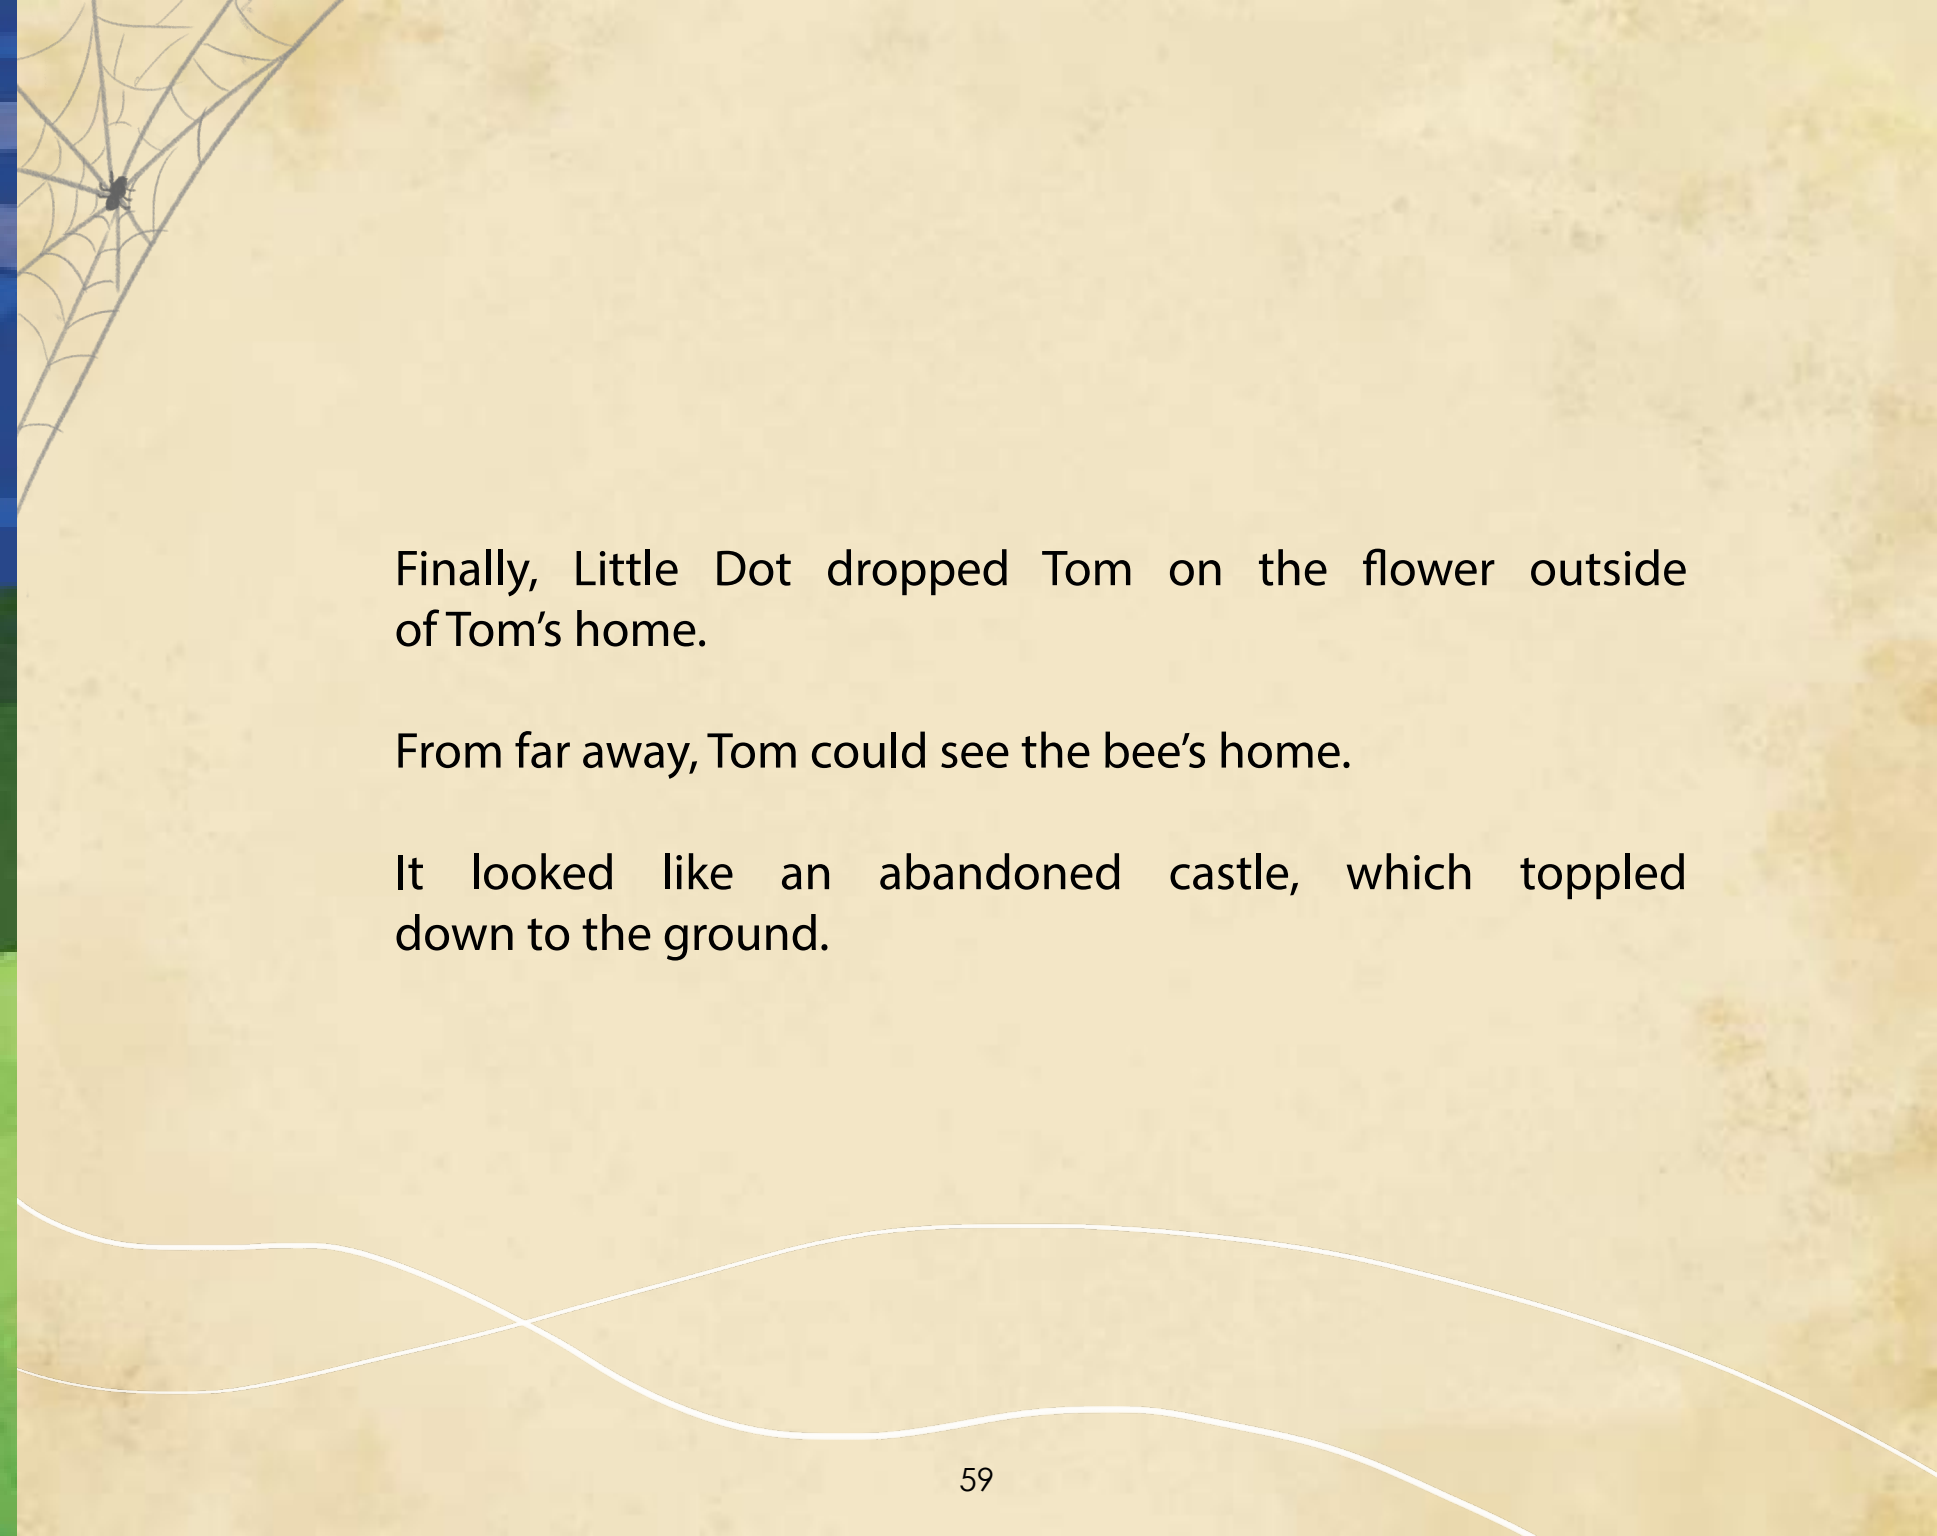 Finally, Little Dot dropped Tom on the flower outside
of Tom’s home.
From far away, Tom could see the bee’s home.
It looked like an abandoned castle, which toppled
down to the ground.
59